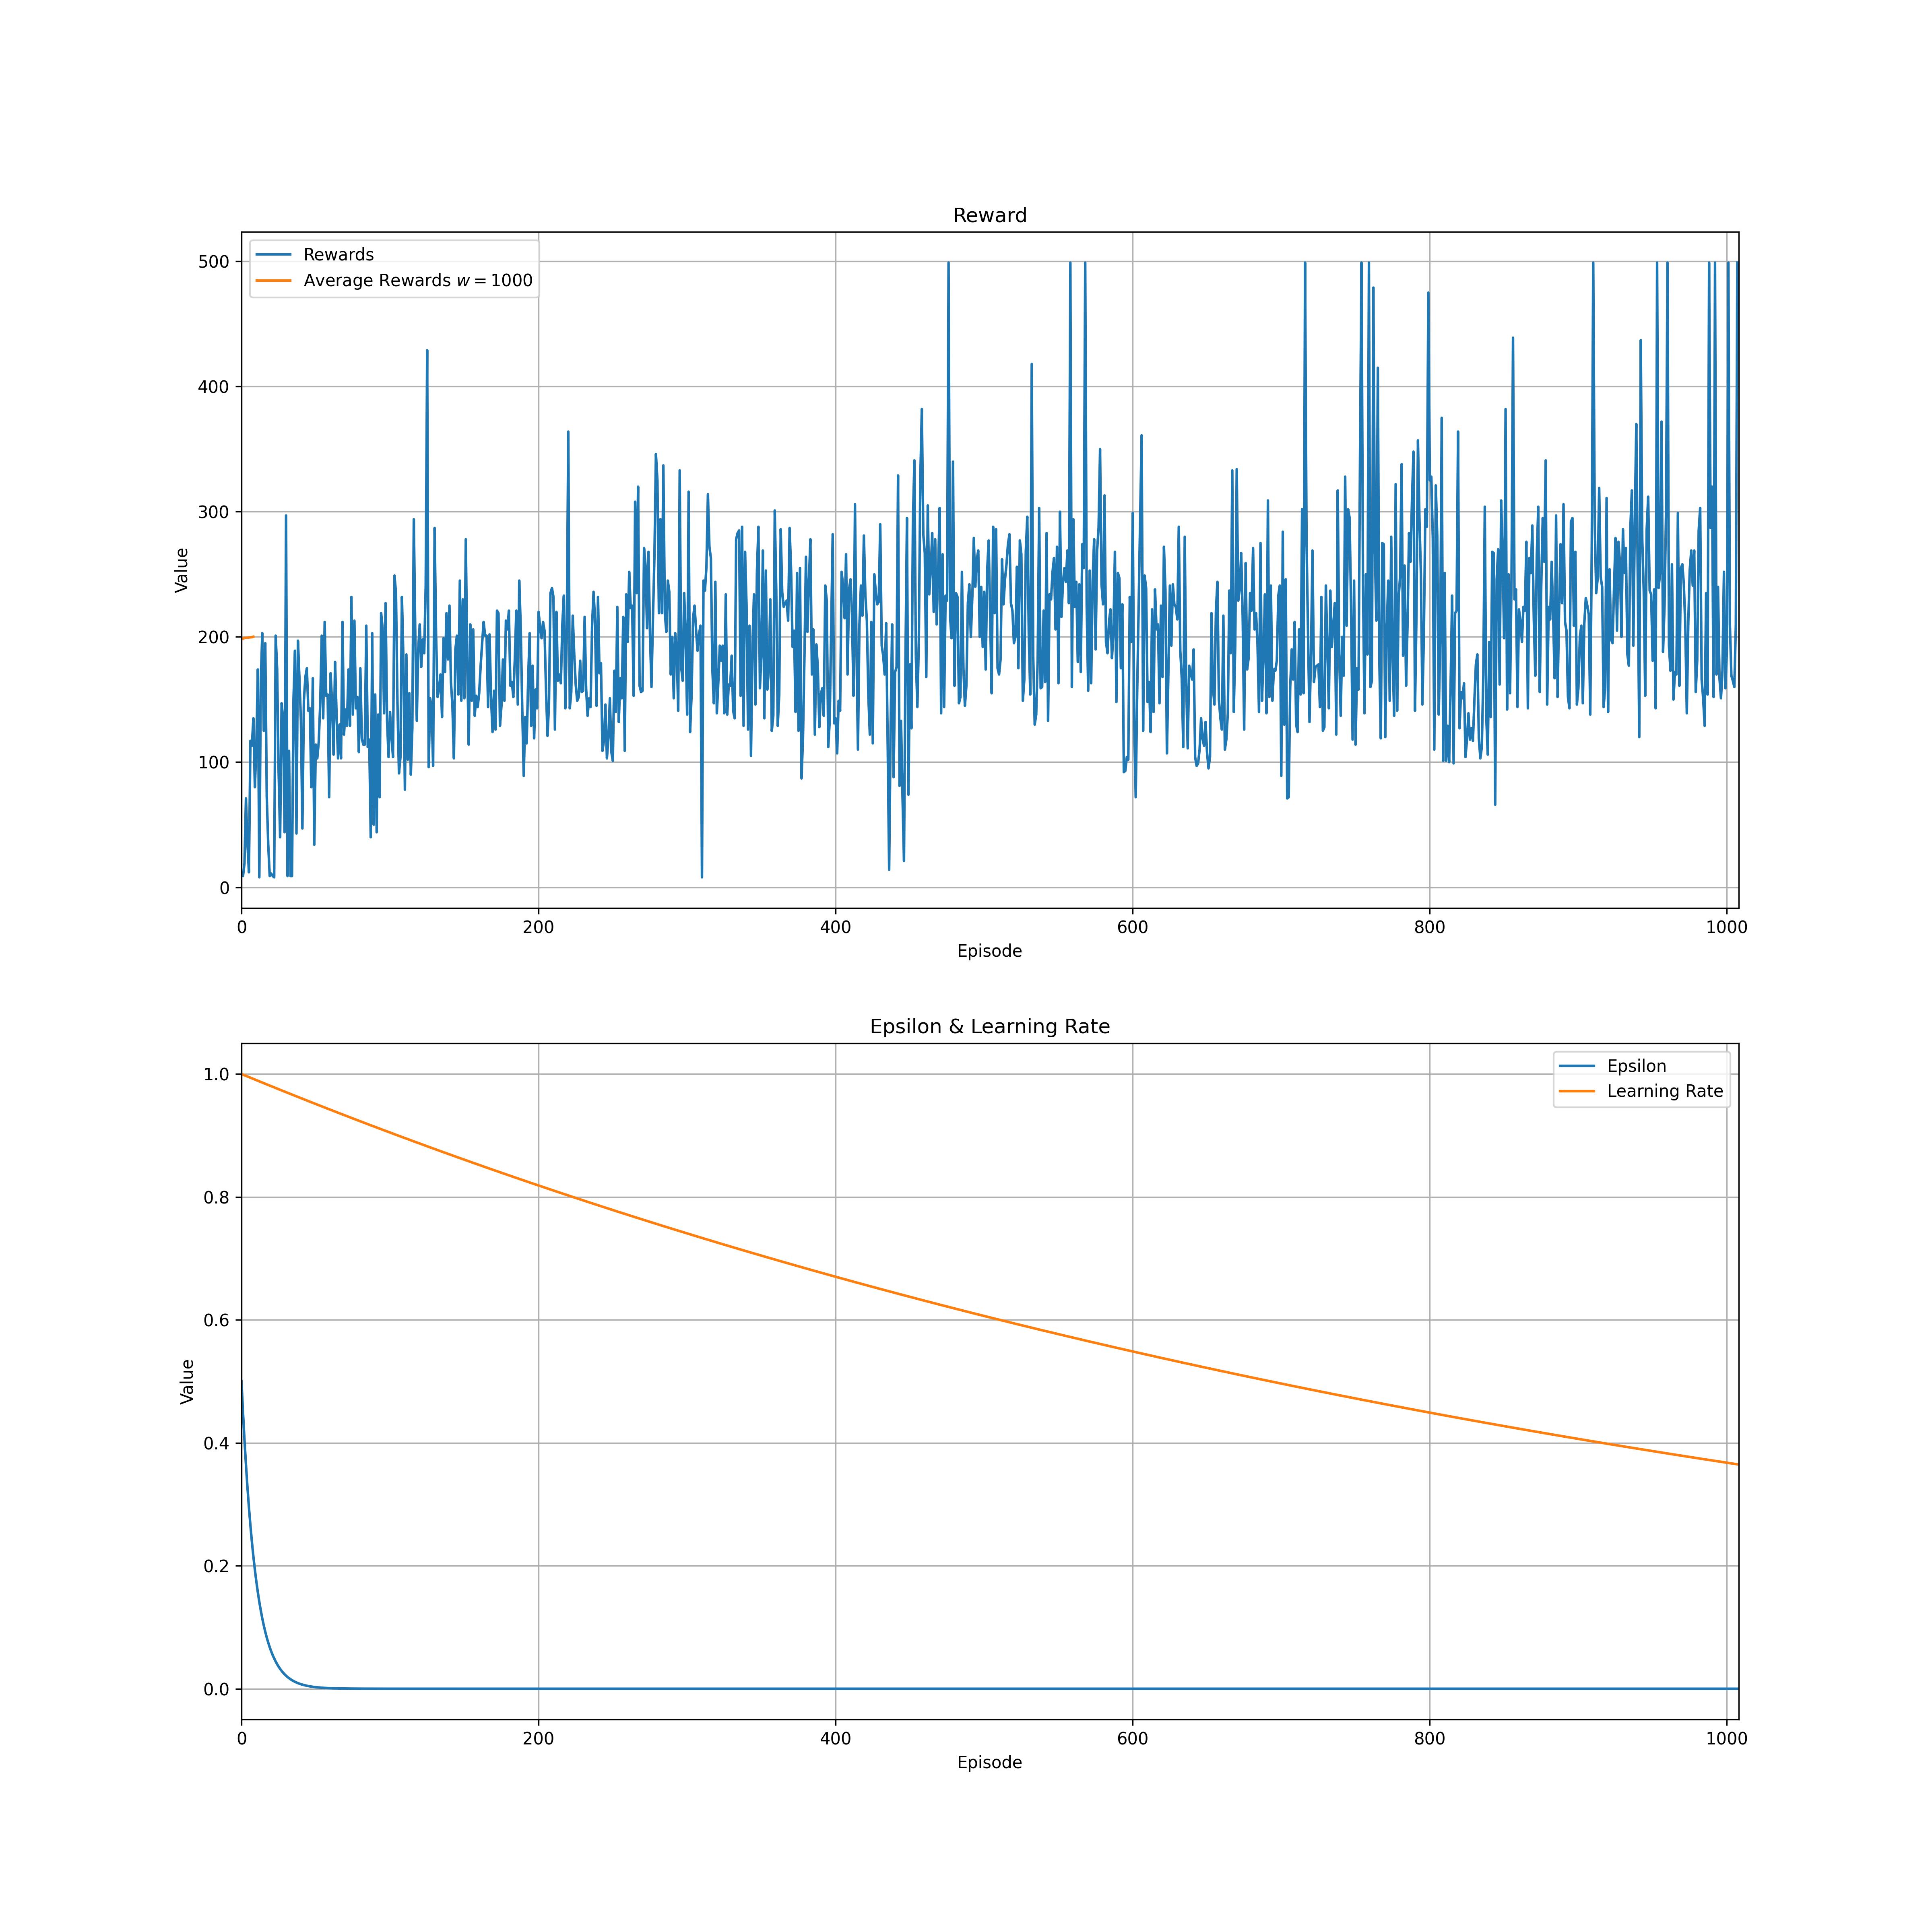 Reward
Rewards
Average Rewards w = 1000
500
400
300
200
100
0
Value
0 200 400 600 800 1000
Episode
Epsilon & Learning Rate
Epsilon
Learning Rate
1.0
0.8
0.6
0.4
0.2
0.0
Value
0 200 400 600 800 1000
Episode